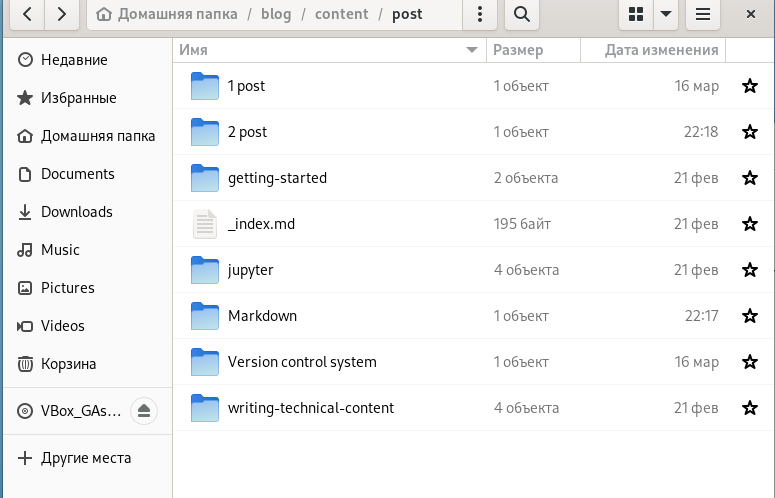 Домашняя папка / blog / content / post
Имя Размер Дата изменения
Недавние
Избранные
Домашняя папка
Documents
Downloads
Music
Pictures
Videos
Корзина
VBox_GAs...
Другие места
1 post 1 объект 16 мар
2 post 1 объект 22:18
getting-started 2 объекта 21 фев
_index.md 195 байт 21 фев
jupyter 4 объекта 21 фев
Markdown 1 объект 22:17
Version control system 1 объект 16 мар
writing-technical-content 4 объекта 21 фев